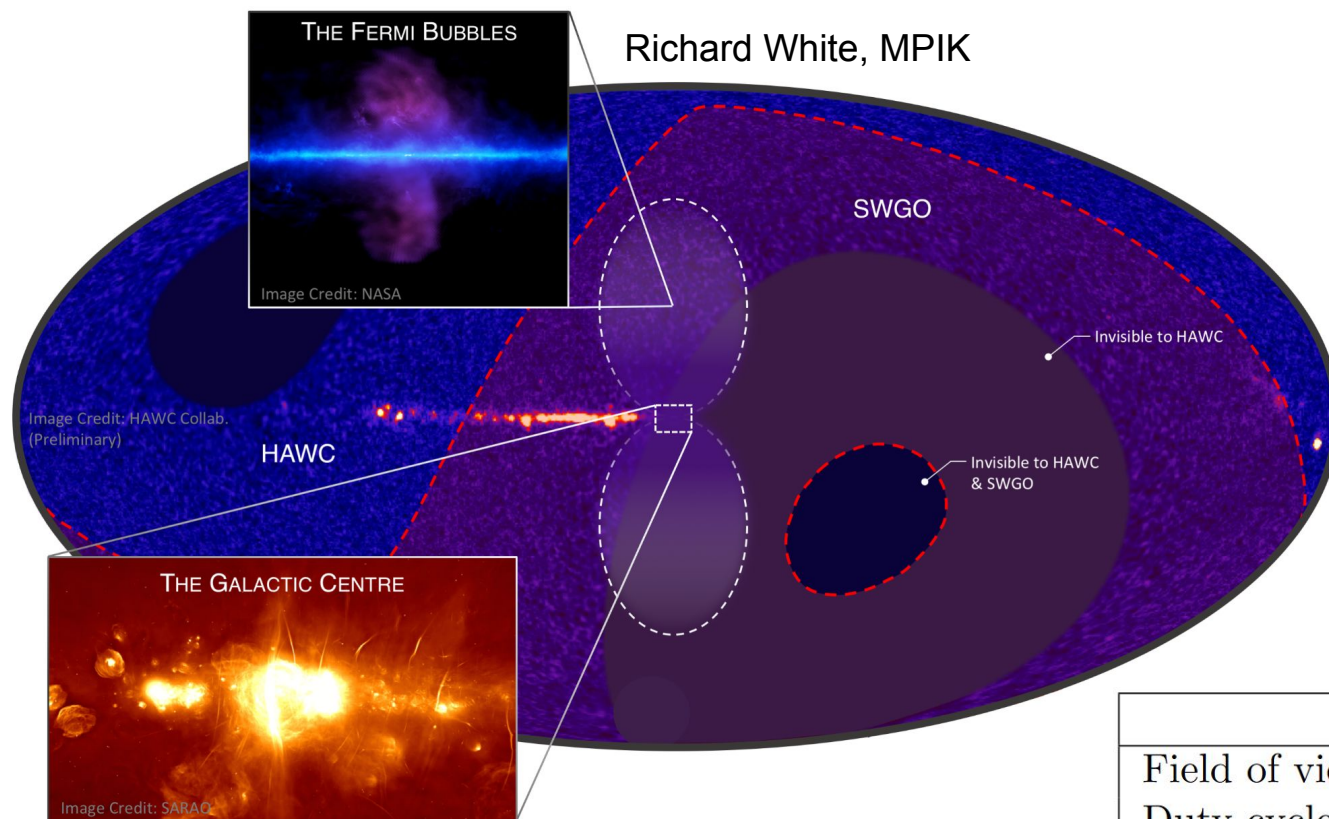 THE FERMI BUBBLES
Richard White, MPIK
Image Credit: NASA
SWGO
Invisible to HAWC
Image Credit: HAWC Collab.
(Preliminary)
HAWC
Invisible to HAWC
& SWGO
THE GALACTIC CENTRE
Image Credit: SARAO
Field of